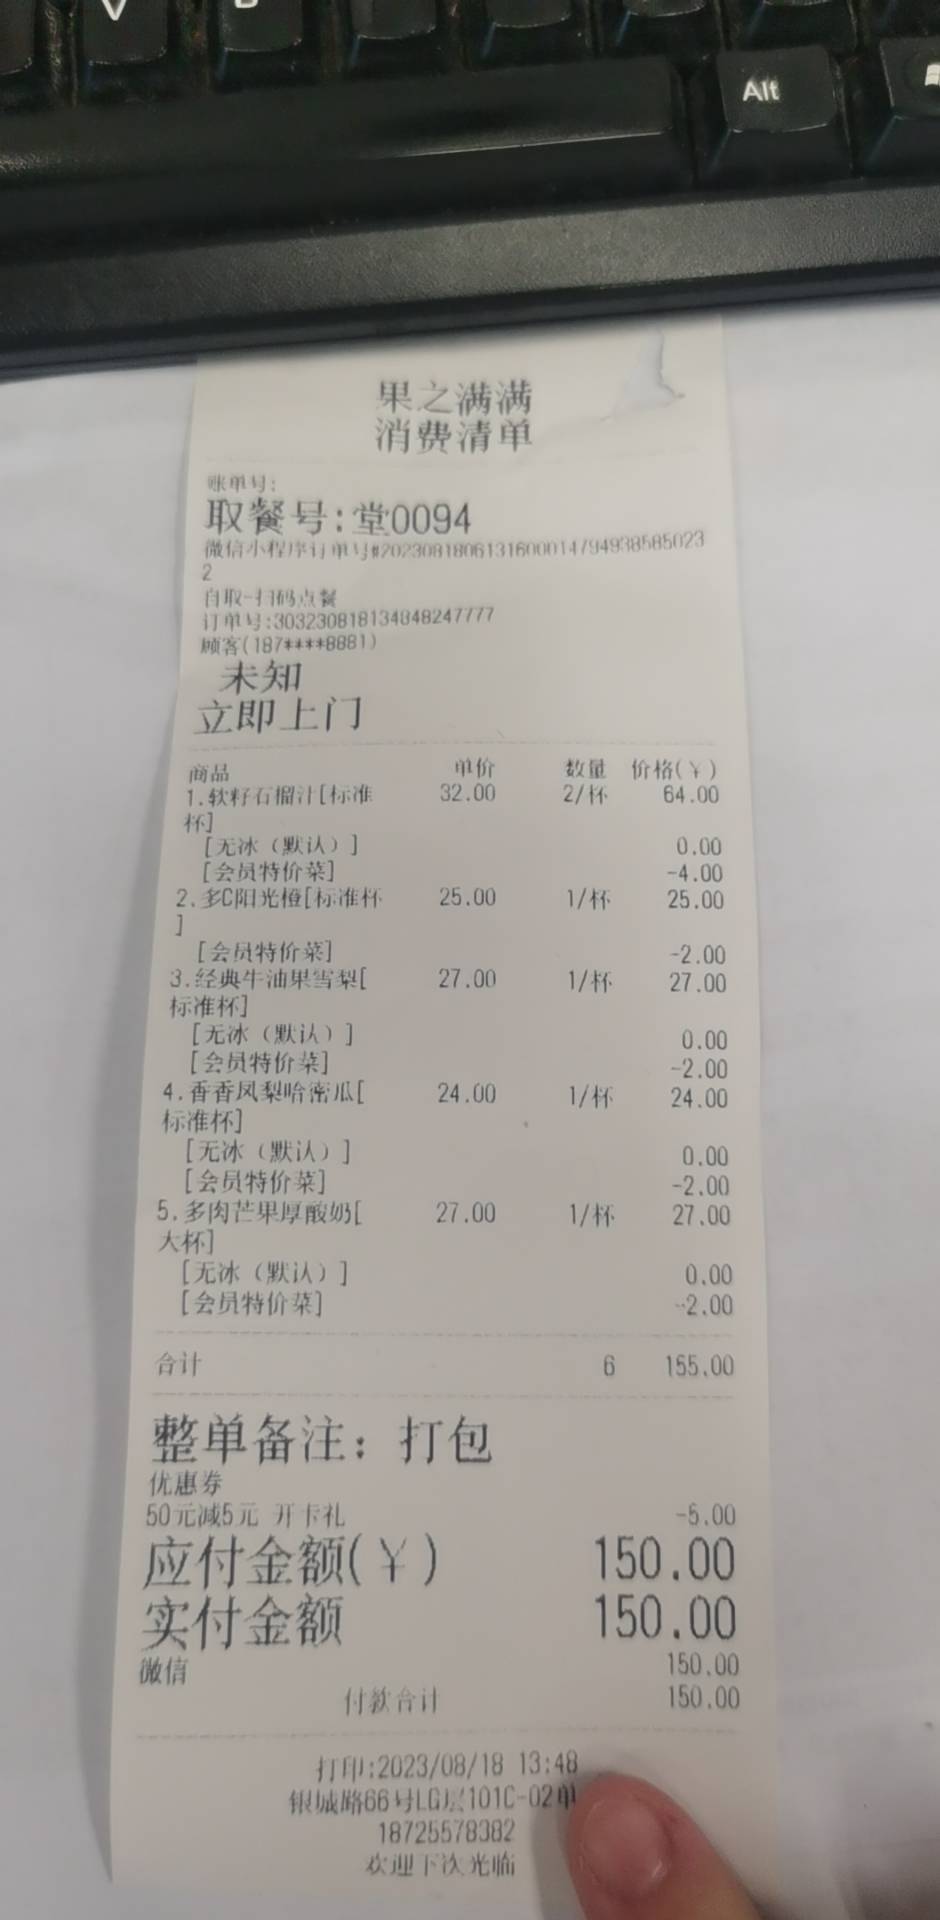 V
B
Alt
果之满满
消费清单
账单号:
取餐号:堂0094
微信小程序订单号#2023081806131600014794938585023
2
自取-扫码点餐
订单号:303230818134848247777
顾客(187****8881)
未知
立即上门
商品 单价 数量 价格(￥)
1.软籽石榴汁[标准 32.00 2/杯 64.00
杯]
[无冰（默认）] 0.00
[会员特价菜] -4.00
2.多C阳光橙[标准杯 25.00 1/杯 25.00
]
[会员特价菜] -2.00
3.经典牛油果雪梨[ 27.00 1/杯 27.00
标准杯]
[无冰（默认）] 0.00
[会员特价菜] -2.00
4.香香凤梨哈密瓜[ 24.00 1/杯 24.00
标准杯]
[无冰（默认）] 0.00
[会员特价菜] -2.00
5.多肉芒果厚酸奶[ 27.00 1/杯 27.00
大杯]
[无冰（默认）] 0.00
[会员特价菜] -2.00
合计 6 155.00
整单备注：打包
优惠券
50元减5元 开卡礼 -5.00
应付金额(￥) 150.00
实付金额 150.00
微信 150.00
付款合计 150.00
打印:2023/08/18 13:48
银城路66号LG层101C-02单
18725578382
欢迎下次光临